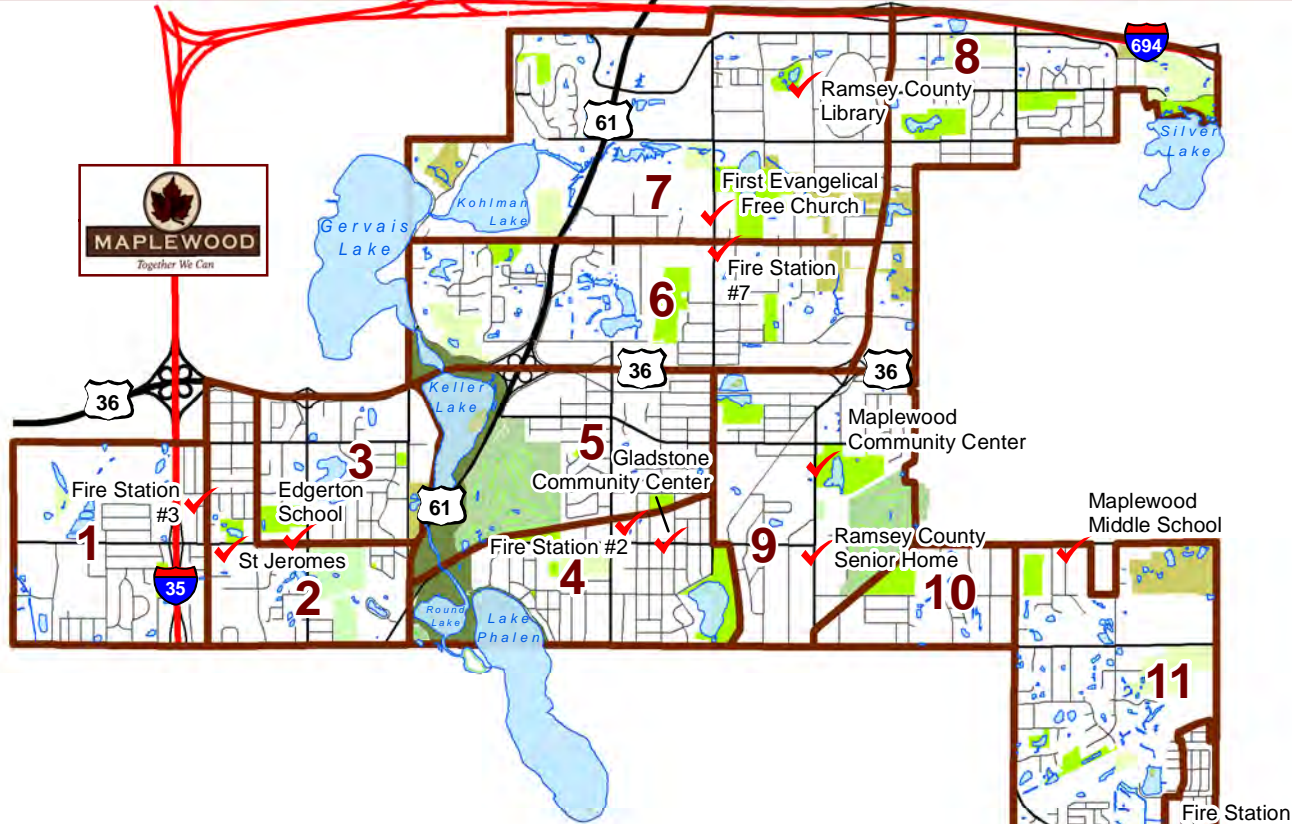 694
8
Ramsey County
Library
61
Silver
Lake
MAPLEWOOD
Together We Can
7
First Evangelical
Free Church
Kohlman
Lake
Gervais
Lake
Fire Station
#7
6
36
36
36
Keller
Lake
Maplewood
Community Center
5
Gladstone
Community Center
3
Edgerton
School
Fire Station
#3
61
Maplewood
Middle School
1
St Jeromes
Fire Station #2
9
Ramsey County
Senior Home
35
2
4
10
Round
Lake
Lake
Phalen
11
Fire Station